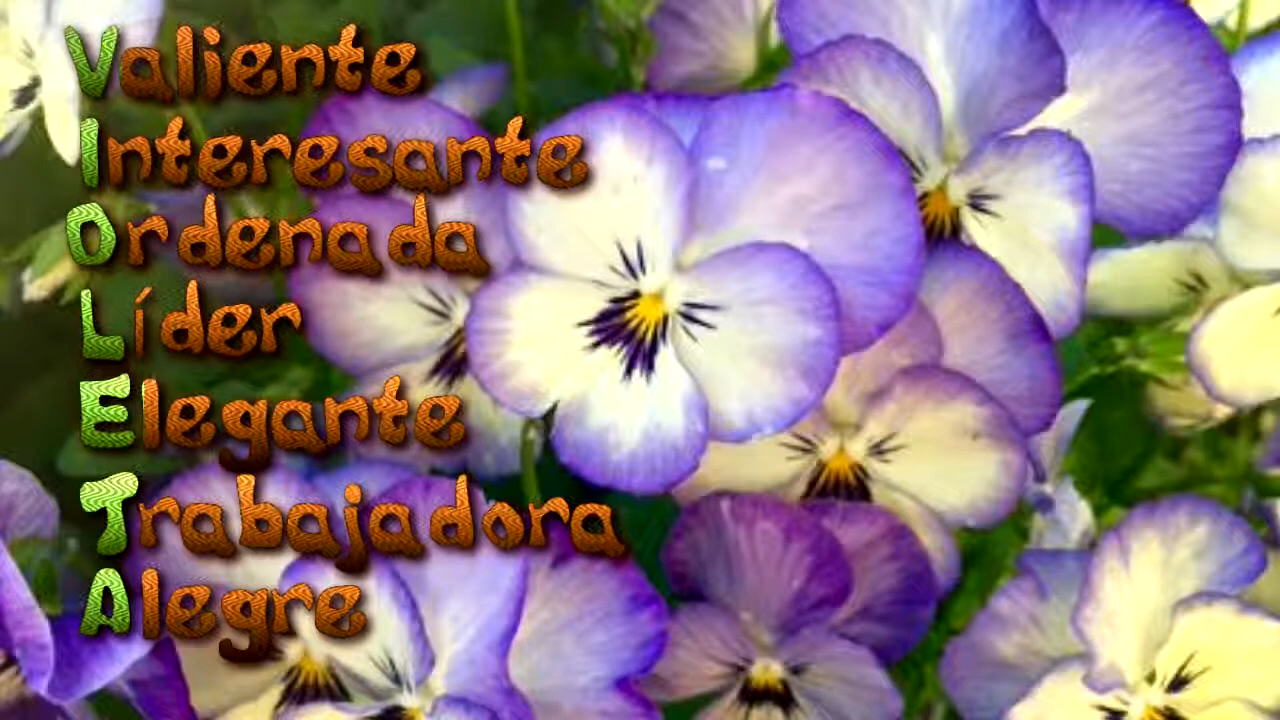 Valiente
Interesante
Ordenada
Líder
Elegante
Trabajadora
Alegre